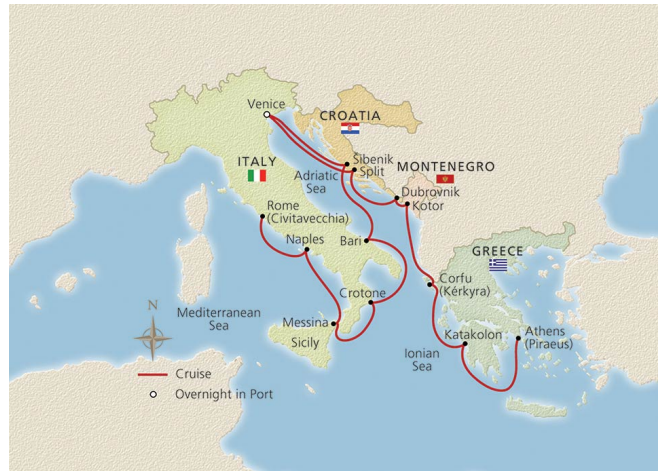 Venice
CROATIA
ITALY
Šibenik
Split
MONTENEGRO
Adriatic
Sea
Dubrovnik
Kotor
Rome
(Civitavecchia)
Naples
Bari
GREECE
Corfu
(Kérkyra)
Crotone
N
Mediterranean
Sea
Messina
Sicily
Katakolon
Athens
(Piraeus)
Ionian
Sea
Cruise
Overnight in Port